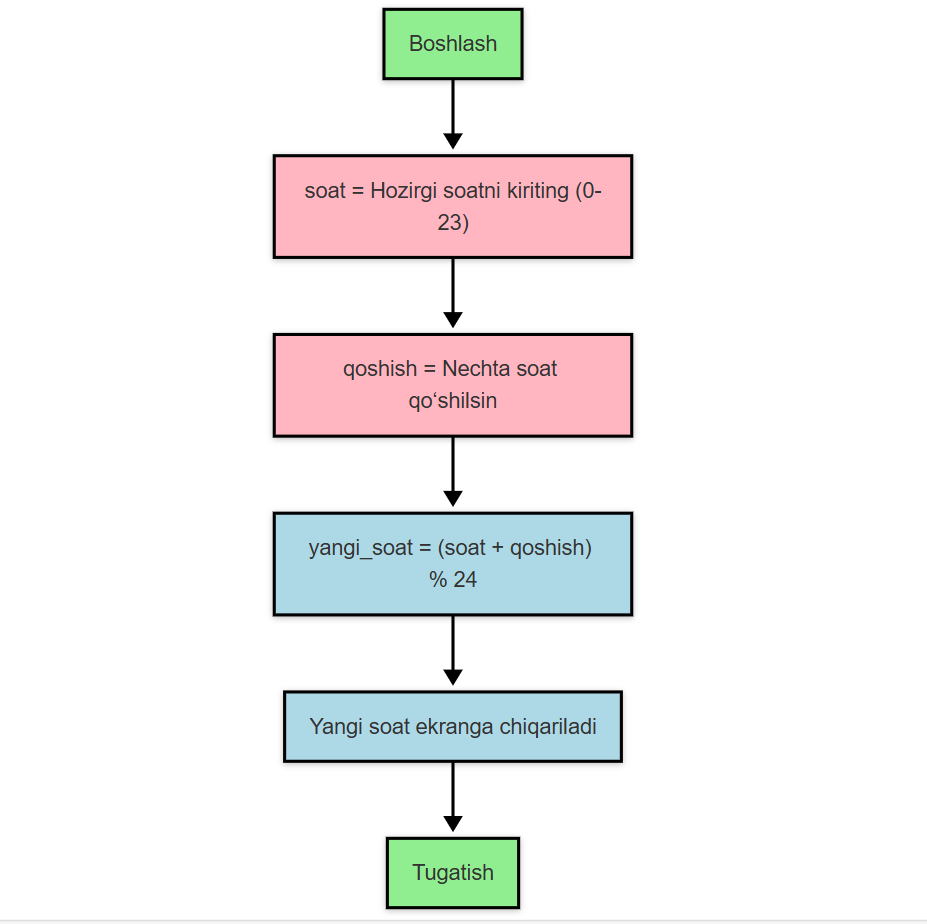 Boshlash
soat = Hozirgi soatni kiriting (0-
23)
qoshish = Nechta soat
qo‘shilsin
yangi_soat = (soat + qoshish)
% 24
Yangi soat ekranga chiqariladi
Tugatish